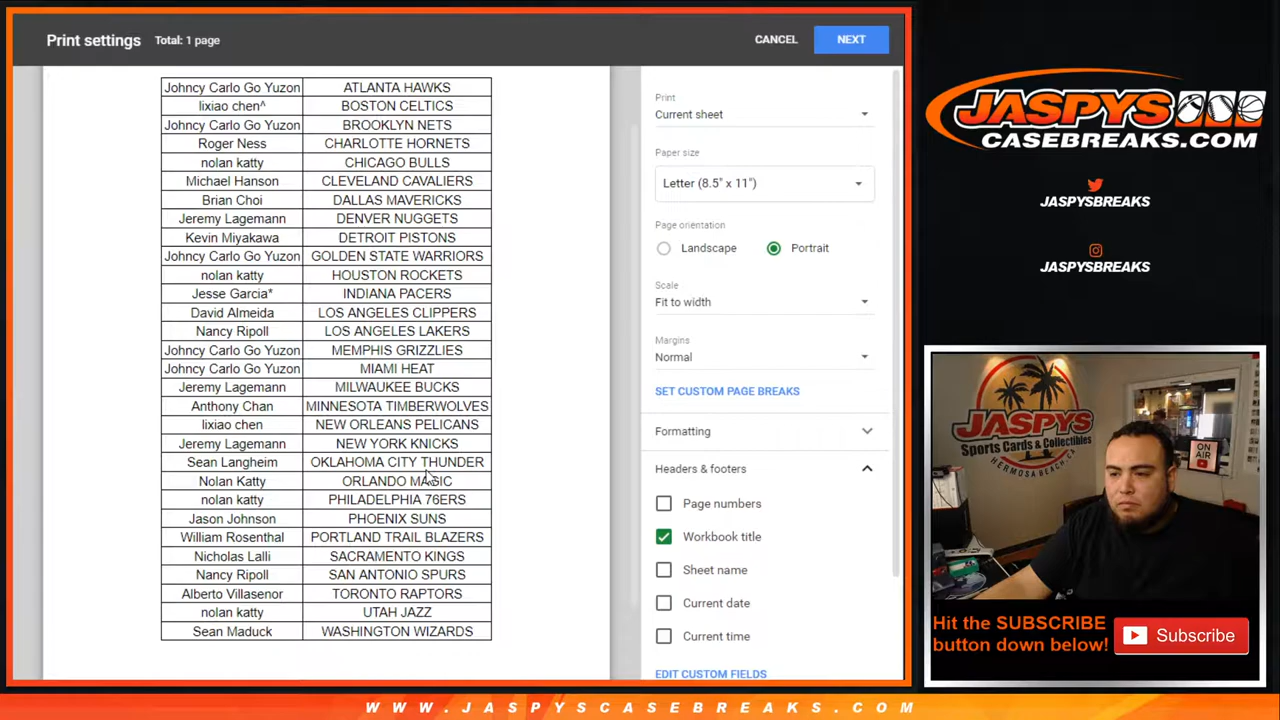 Print settings Total: 1 page CANCEL NEXT
Johncy Carlo Go Yuzon ATLANTA HAWKS
lixiao chen^ BOSTON CELTICS
Johncy Carlo Go Yuzon BROOKLYN NETS
Roger Ness CHARLOTTE HORNETS
nolan katty CHICAGO BULLS
Michael Hanson CLEVELAND CAVALIERS
Brian Choi DALLAS MAVERICKS
Jeremy Lagemann DENVER NUGGETS
Kevin Miyakawa DETROIT PISTONS
Johncy Carlo Go Yuzon GOLDEN STATE WARRIORS
nolan katty HOUSTON ROCKETS
Jesse Garcia* INDIANA PACERS
David Almeida LOS ANGELES CLIPPERS
Nancy Ripoll LOS ANGELES LAKERS
Johncy Carlo Go Yuzon MEMPHIS GRIZZLIES
Johncy Carlo Go Yuzon MIAMI HEAT
Jeremy Lagemann MILWAUKEE BUCKS
Anthony Chan MINNESOTA TIMBERWOLVES
lixiao chen NEW ORLEANS PELICANS
Jeremy Lagemann NEW YORK KNICKS
Sean Langheim OKLAHOMA CITY THUNDER
Nolan Katty ORLANDO MAGIC
nolan katty PHILADELPHIA 76ERS
Jason Johnson PHOENIX SUNS
William Rosenthal PORTLAND TRAIL BLAZERS
Nicholas Lalli SACRAMENTO KINGS
Nancy Ripoll SAN ANTONIO SPURS
Alberto Villasenor TORONTO RAPTORS
nolan katty UTAH JAZZ
Sean Maduck WASHINGTON WIZARDS
Print
Current sheet
Paper size
Letter (8.5" x 11")
Page orientation
Landscape Portrait
Scale
Fit to width
Margins
Normal
SET CUSTOM PAGE BREAKS
Formatting
Headers & footers
Page numbers
Workbook title
Sheet name
Current date
Current time
EDIT CUSTOM FIELDS
JASPYS
CASEBREAKS.COM
JASPYSBREAKS
JASPYSBREAKS
JASPYS
Sports Cards & Collectibles
HERMOSA BEACH, CA
ON AIR
Hit the SUBSCRIBE
button down below!
Subscribe
WWW.JASPYSCASEBREAKS.COM